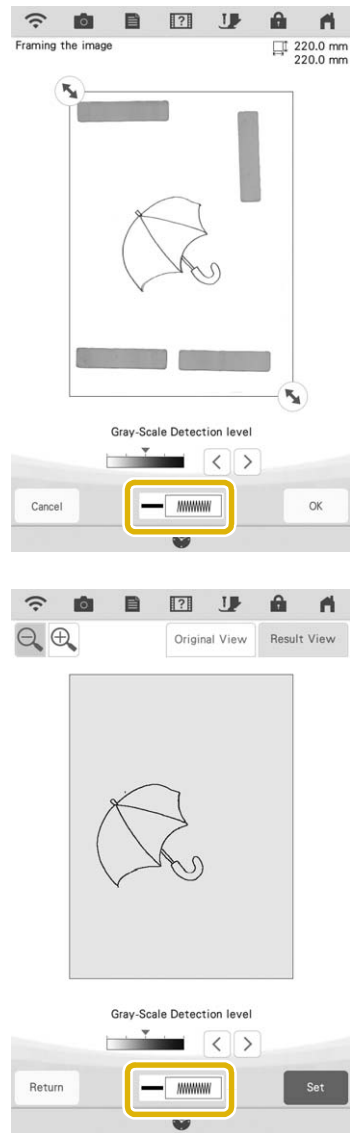 Framing the image
220.0 mm
220.0 mm
Gray-Scale Detection level
Cancel
OK
Original View
Result View
Gray-Scale Detection level
Return
Set